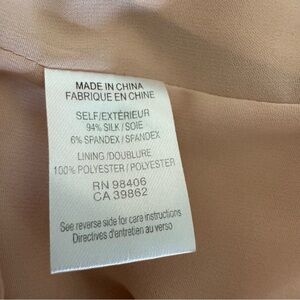 MADE IN CHINA
FABRIQUE EN CHINE
SELF/EXTÉRIEUR
94% SILK/SOIE
6% SPANDEX/SPANDEX
LINING/DOUBLURE
100% POLYESTER/POLYESTER
RN 98406
CA 39862
See reverse side for care instructions
Directives d'entretien au verso